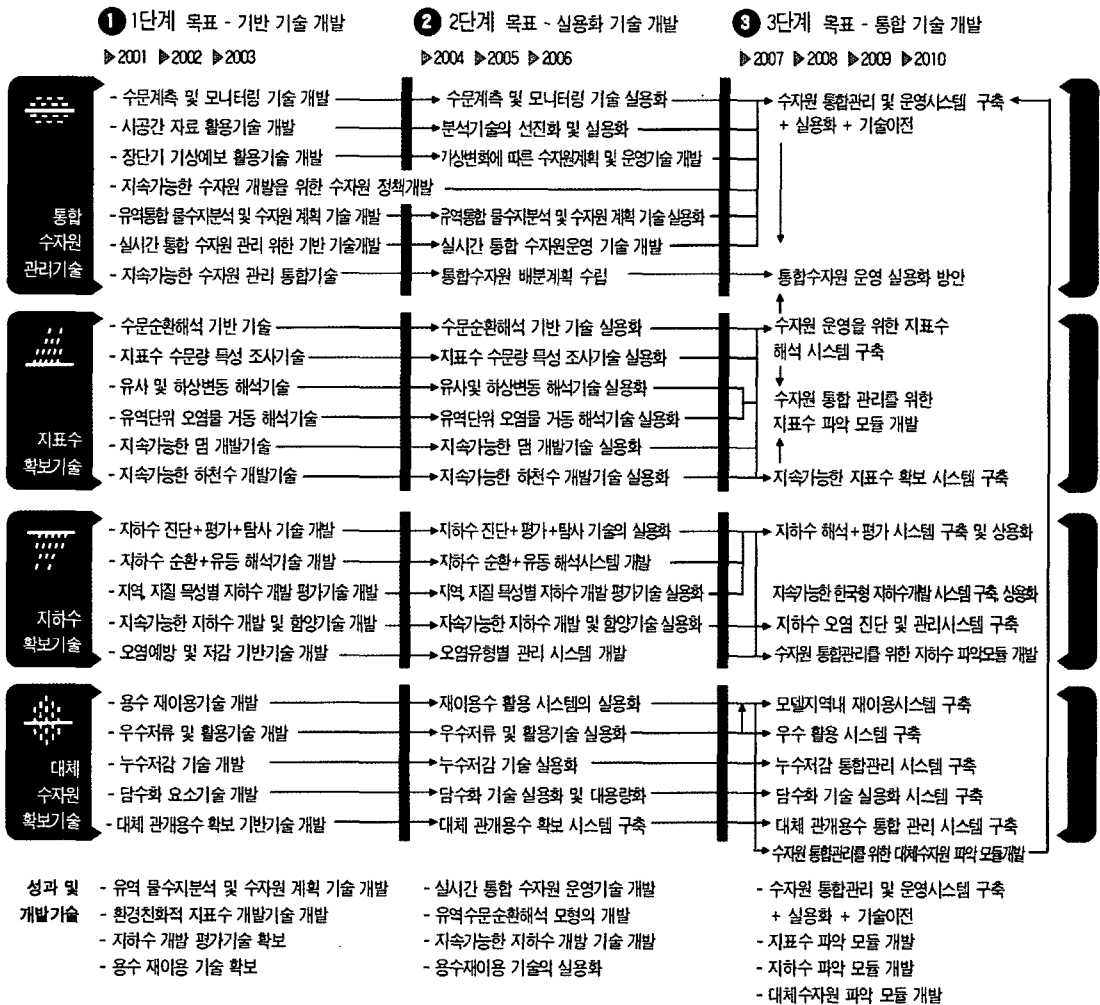 1 1단계 목표 - 기반 기술 개발
2001 2002 2003
2 2단계 목표 - 실용화 기술 개발
2004 2005 2006
3 3단계 목표 - 통합 기술 개발
2007 2008 2009 2010
통합
수자원
관리기술
- 수문계측 및 모니터링 기술 개발
- 시공간 자료 활용기술 개발
- 장단기 기상예보 활용기술 개발
- 지속가능한 수자원 개발을 위한 수자원 정책개발
- 유역통합 물수지분석 및 수자원 계획 기술 개발
- 실시간 통합 수자원 관리 위한 기반 기술개발
- 지속가능한 수자원 관리 통합기술
수문계측 및 모니터링 기술 실용화
분석기술의 선진화 및 실용화
기상변화에 따른 수자원계획 및 운영기술 개발
유역통합 물수지분석 및 수자원 계획 기술 실용화
실시간 통합 수자원운영 기술 개발
통합수자원 배분계획 수립
수자원 통합관리 및 운영시스템 구축
+ 실용화 + 기술이전
통합수자원 운영 실용화 방안
지표수
확보기술
- 수문순환해석 기반 기술
- 지표수 수문량 특성 조사기술
- 유사 및 하상변동 해석기술
- 유역단위 오염물 거동 해석기술
- 지속가능한 댐 개발기술
- 지속가능한 하천수 개발기술
수문순환해석 기반 기술 실용화
지표수 수문량 특성 조사기술 실용화
유사및 하상변동 해석기술 실용화
유역단위 오염물 거동 해석기술 실용화
지속가능한 댐 개발기술 실용화
지속가능한 하천수 개발기술 실용화
수자원 운영을 위한 지표수
해석 시스템 구축
수자원 통합 관리를 위한
지표수 파악 모듈 개발
지속가능한 지표수 확보 시스템 구축
지하수
확보기술
- 지하수 진단+평가+탐사 기술 개발
- 지하수 순환+유동 해석기술 개발
- 지역, 지질 특성별 지하수 개발 평가기술 개발
- 지속가능한 지하수 개발 및 함양기술 개발
- 오염예방 및 저감 기반기술 개발
지하수 진단+평가+탐사 기술의 실용화
지하수 순환+유동 해석시스템 개발
지역, 지질 특성별 지하수 개발 평가기술 실용화
지속가능한 지하수 개발 및 함양기술 실용화
오염유형별 관리 시스템 개발
지하수 해석+평가 시스템 구축 및 상용화
지속가능한 한국형 지하수개발 시스템 구축, 상용화
지하수 오염 진단 및 관리시스템 구축
수자원 통합관리를 위한 지하수 파악모듈 개발
대체
수자원
확보기술
- 용수 재이용기술 개발
- 우수저류 및 활용기술 개발
- 누수저감 기술 개발
- 담수화 요소기술 개발
- 대체 관개용수 확보 기반기술 개발
재이용수 활용 시스템의 실용화
우수저류 및 활용기술 실용화
누수저감 기술 실용화
담수화 기술 실용화 및 대용량화
대체 관개용수 확보 시스템 구축
모델지역내 재이용시스템 구축
우수 활용 시스템 구축
누수저감 통합관리 시스템 구축
담수화 기술 실용화 시스템 구축
대체 관개용수 통합 관리 시스템 구축
수자원 통합관리를 위한 대체수자원 파악 모듈개발
성과 및
개발기술
- 유역 물수지분석 및 수자원 계획 기술 개발
- 환경친화적 지표수 개발기술 개발
- 지하수 개발 평가기술 확보
- 용수 재이용 기술 확보
- 실시간 통합 수자원 운영기술 개발
- 유역수문순환해석 모형의 개발
- 지속가능한 지하수 개발 기술 개발
- 용수재이용 기술의 실용화
- 수자원 통합관리 및 운영시스템 구축
+ 실용화 + 기술이전
- 지표수 파악 모듈 개발
- 지하수 파악 모듈 개발
- 대체수자원 파악 모듈 개발